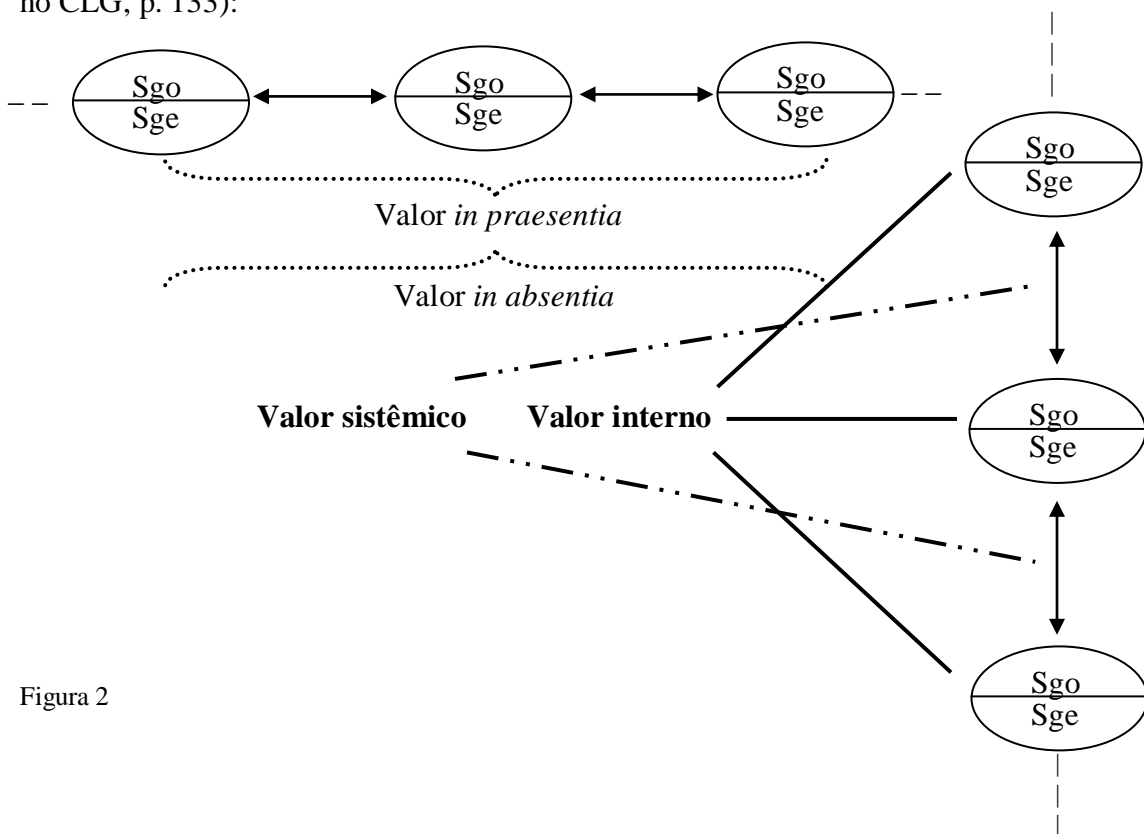 no CLG, p. 133):
Sgo
Sge
Sgo
Sge
Sgo
Sge
Valor in praesentia
Valor in absentia
Valor sistêmico
Valor interno
Sgo
Sge
Sgo
Sge
Sgo
Sge
Figura 2